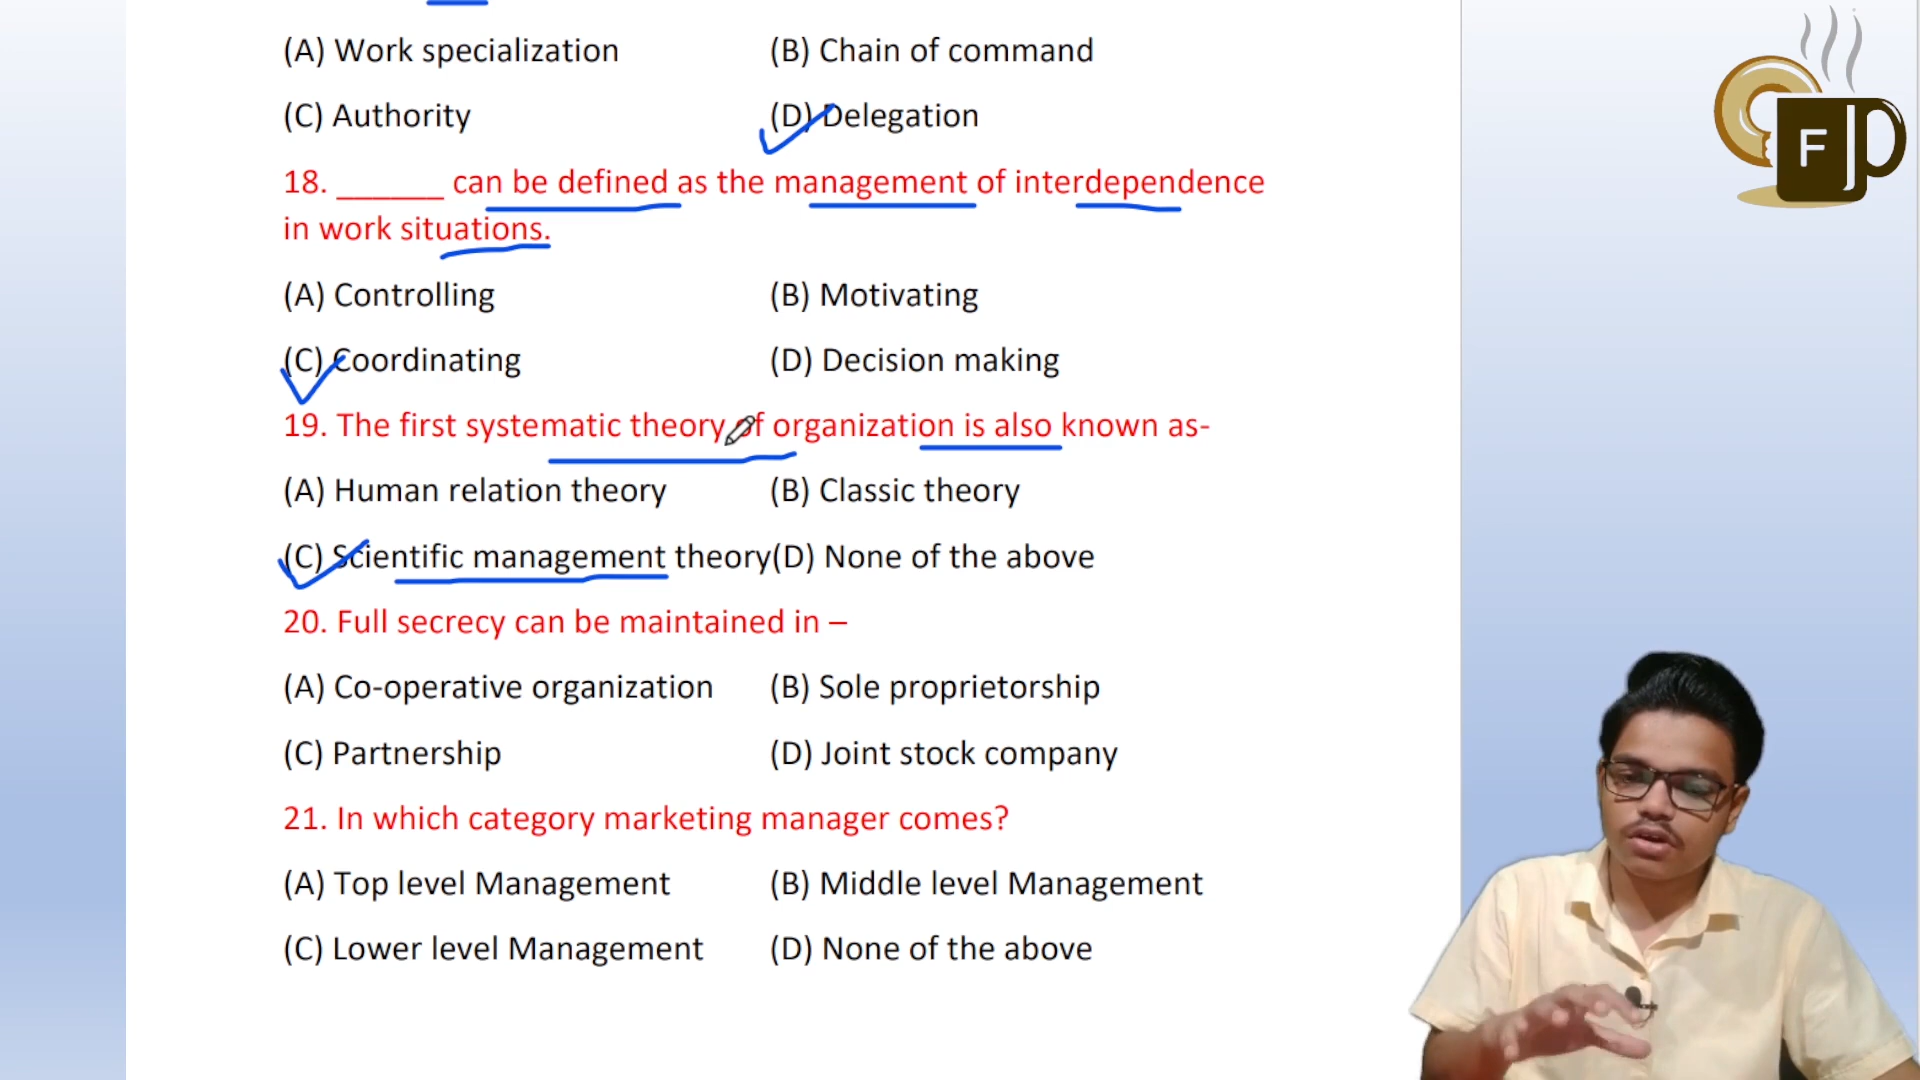 (A) Work specialization (B) Chain of command
(C) Authority (D) Delegation
18. ______ can be defined as the management of interdependence
in work situations.
(A) Controlling (B) Motivating
(C) Coordinating (D) Decision making
19. The first systematic theory of organization is also known as-
(A) Human relation theory (B) Classic theory
(C) Scientific management theory(D) None of the above
20. Full secrecy can be maintained in –
(A) Co-operative organization (B) Sole proprietorship
(C) Partnership (D) Joint stock company
21. In which category marketing manager comes?
(A) Top level Management (B) Middle level Management
(C) Lower level Management (D) None of the above
F J